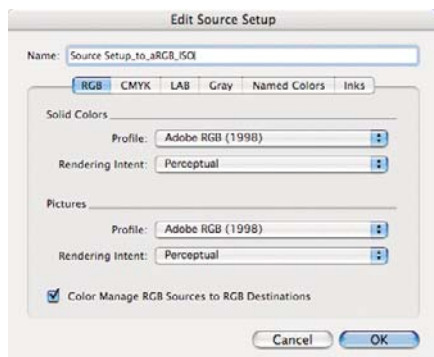 Edit Source Setup
Name: Source Setup_to_aRGB_ISO
RGB CMYK LAB Gray Named Colors Inks
Solid Colors
Profile: Adobe RGB (1998)
Rendering Intent: Perceptual
Pictures
Profile: Adobe RGB (1998)
Rendering Intent: Perceptual
Color Manage RGB Sources to RGB Destinations
Cancel OK